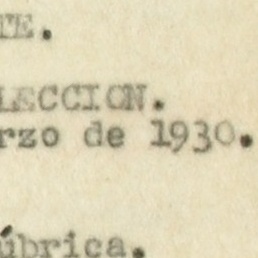 TE.
LECCION.
rzo de 1930.
úbrica.